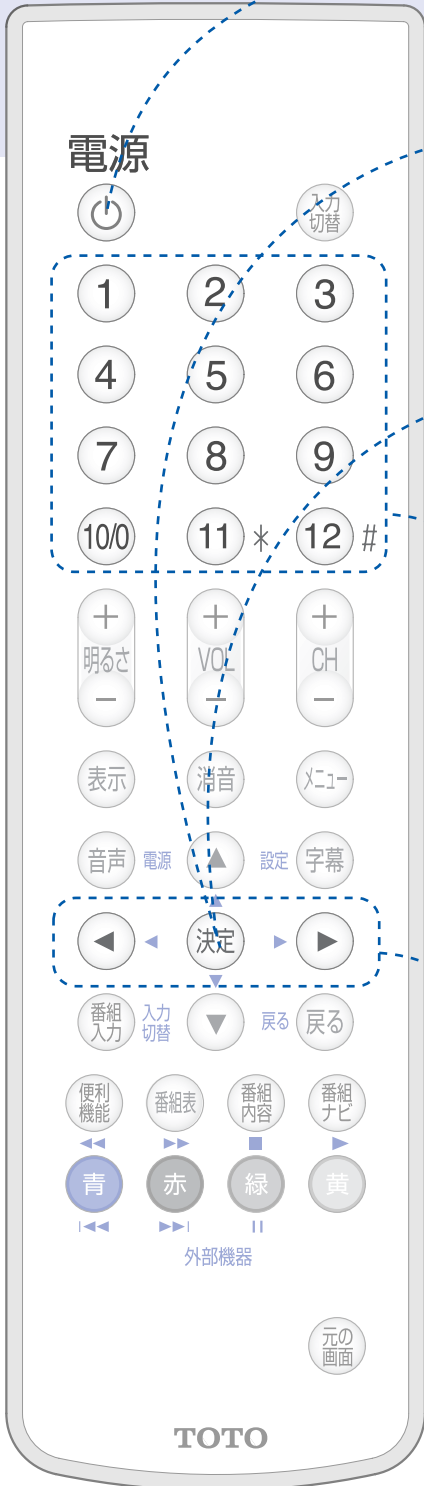 電源
入力
切替
1 2 3
4 5 6
7 8 9
10/0 11 * 12 #
+ + +
明るさ VOL CH
− − −
表示 消音 メニュー
音声 電源 ▲ 設定 字幕
▲
◀ ◀ 決定 ▶ ▶
▼
番組
入力
入力
切替
▼ 戻る 戻る
便利
機能
番組表
番組
内容
番組
ナビ
◀◀ ▶▶ ■ ▶
青 赤 緑 黄
I◀◀ ▶▶I II
外部機器
元の
画面
TOTO